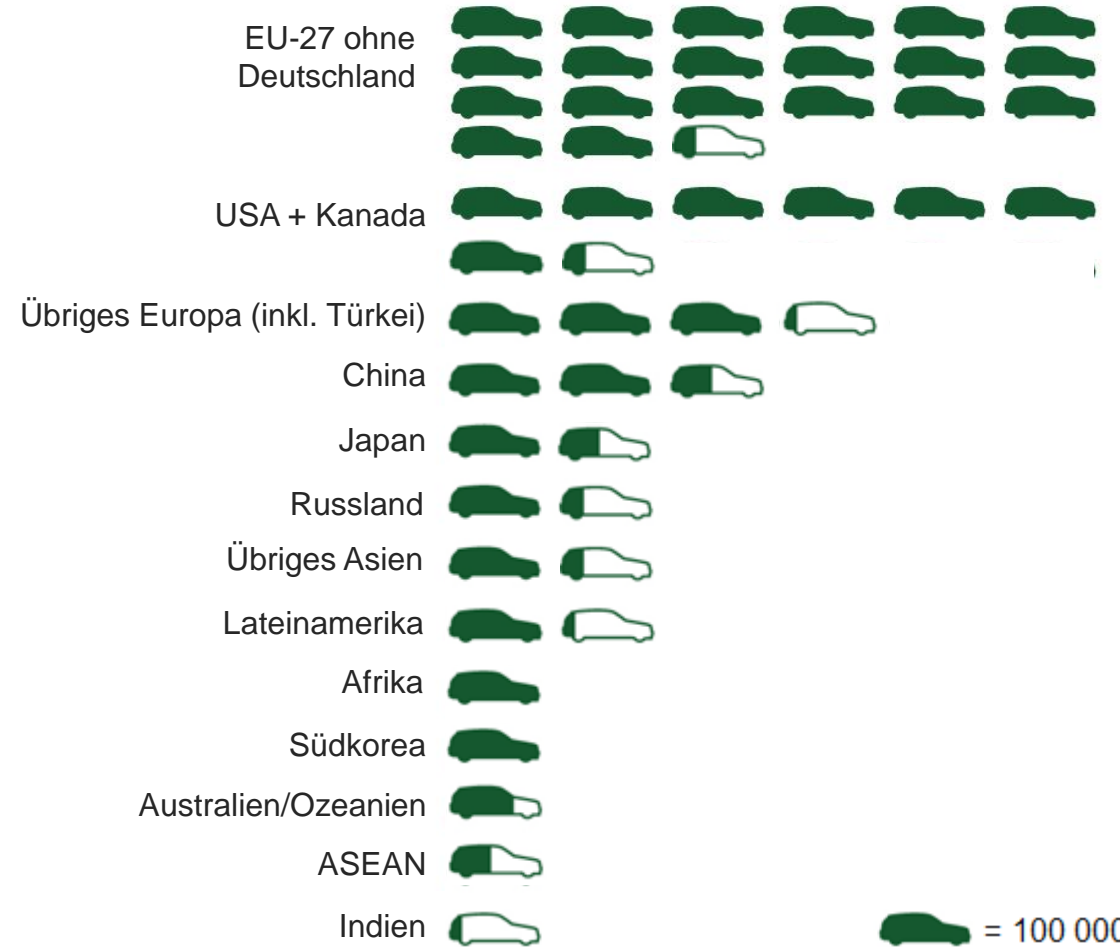 EU-27 ohne
Deutschland
USA + Kanada
Übriges Europa (inkl. Türkei)
China
Japan
Russland
Übriges Asien
Lateinamerika
Afrika
Südkorea
Australien/Ozeanien
ASEAN
Indien
= 100 000